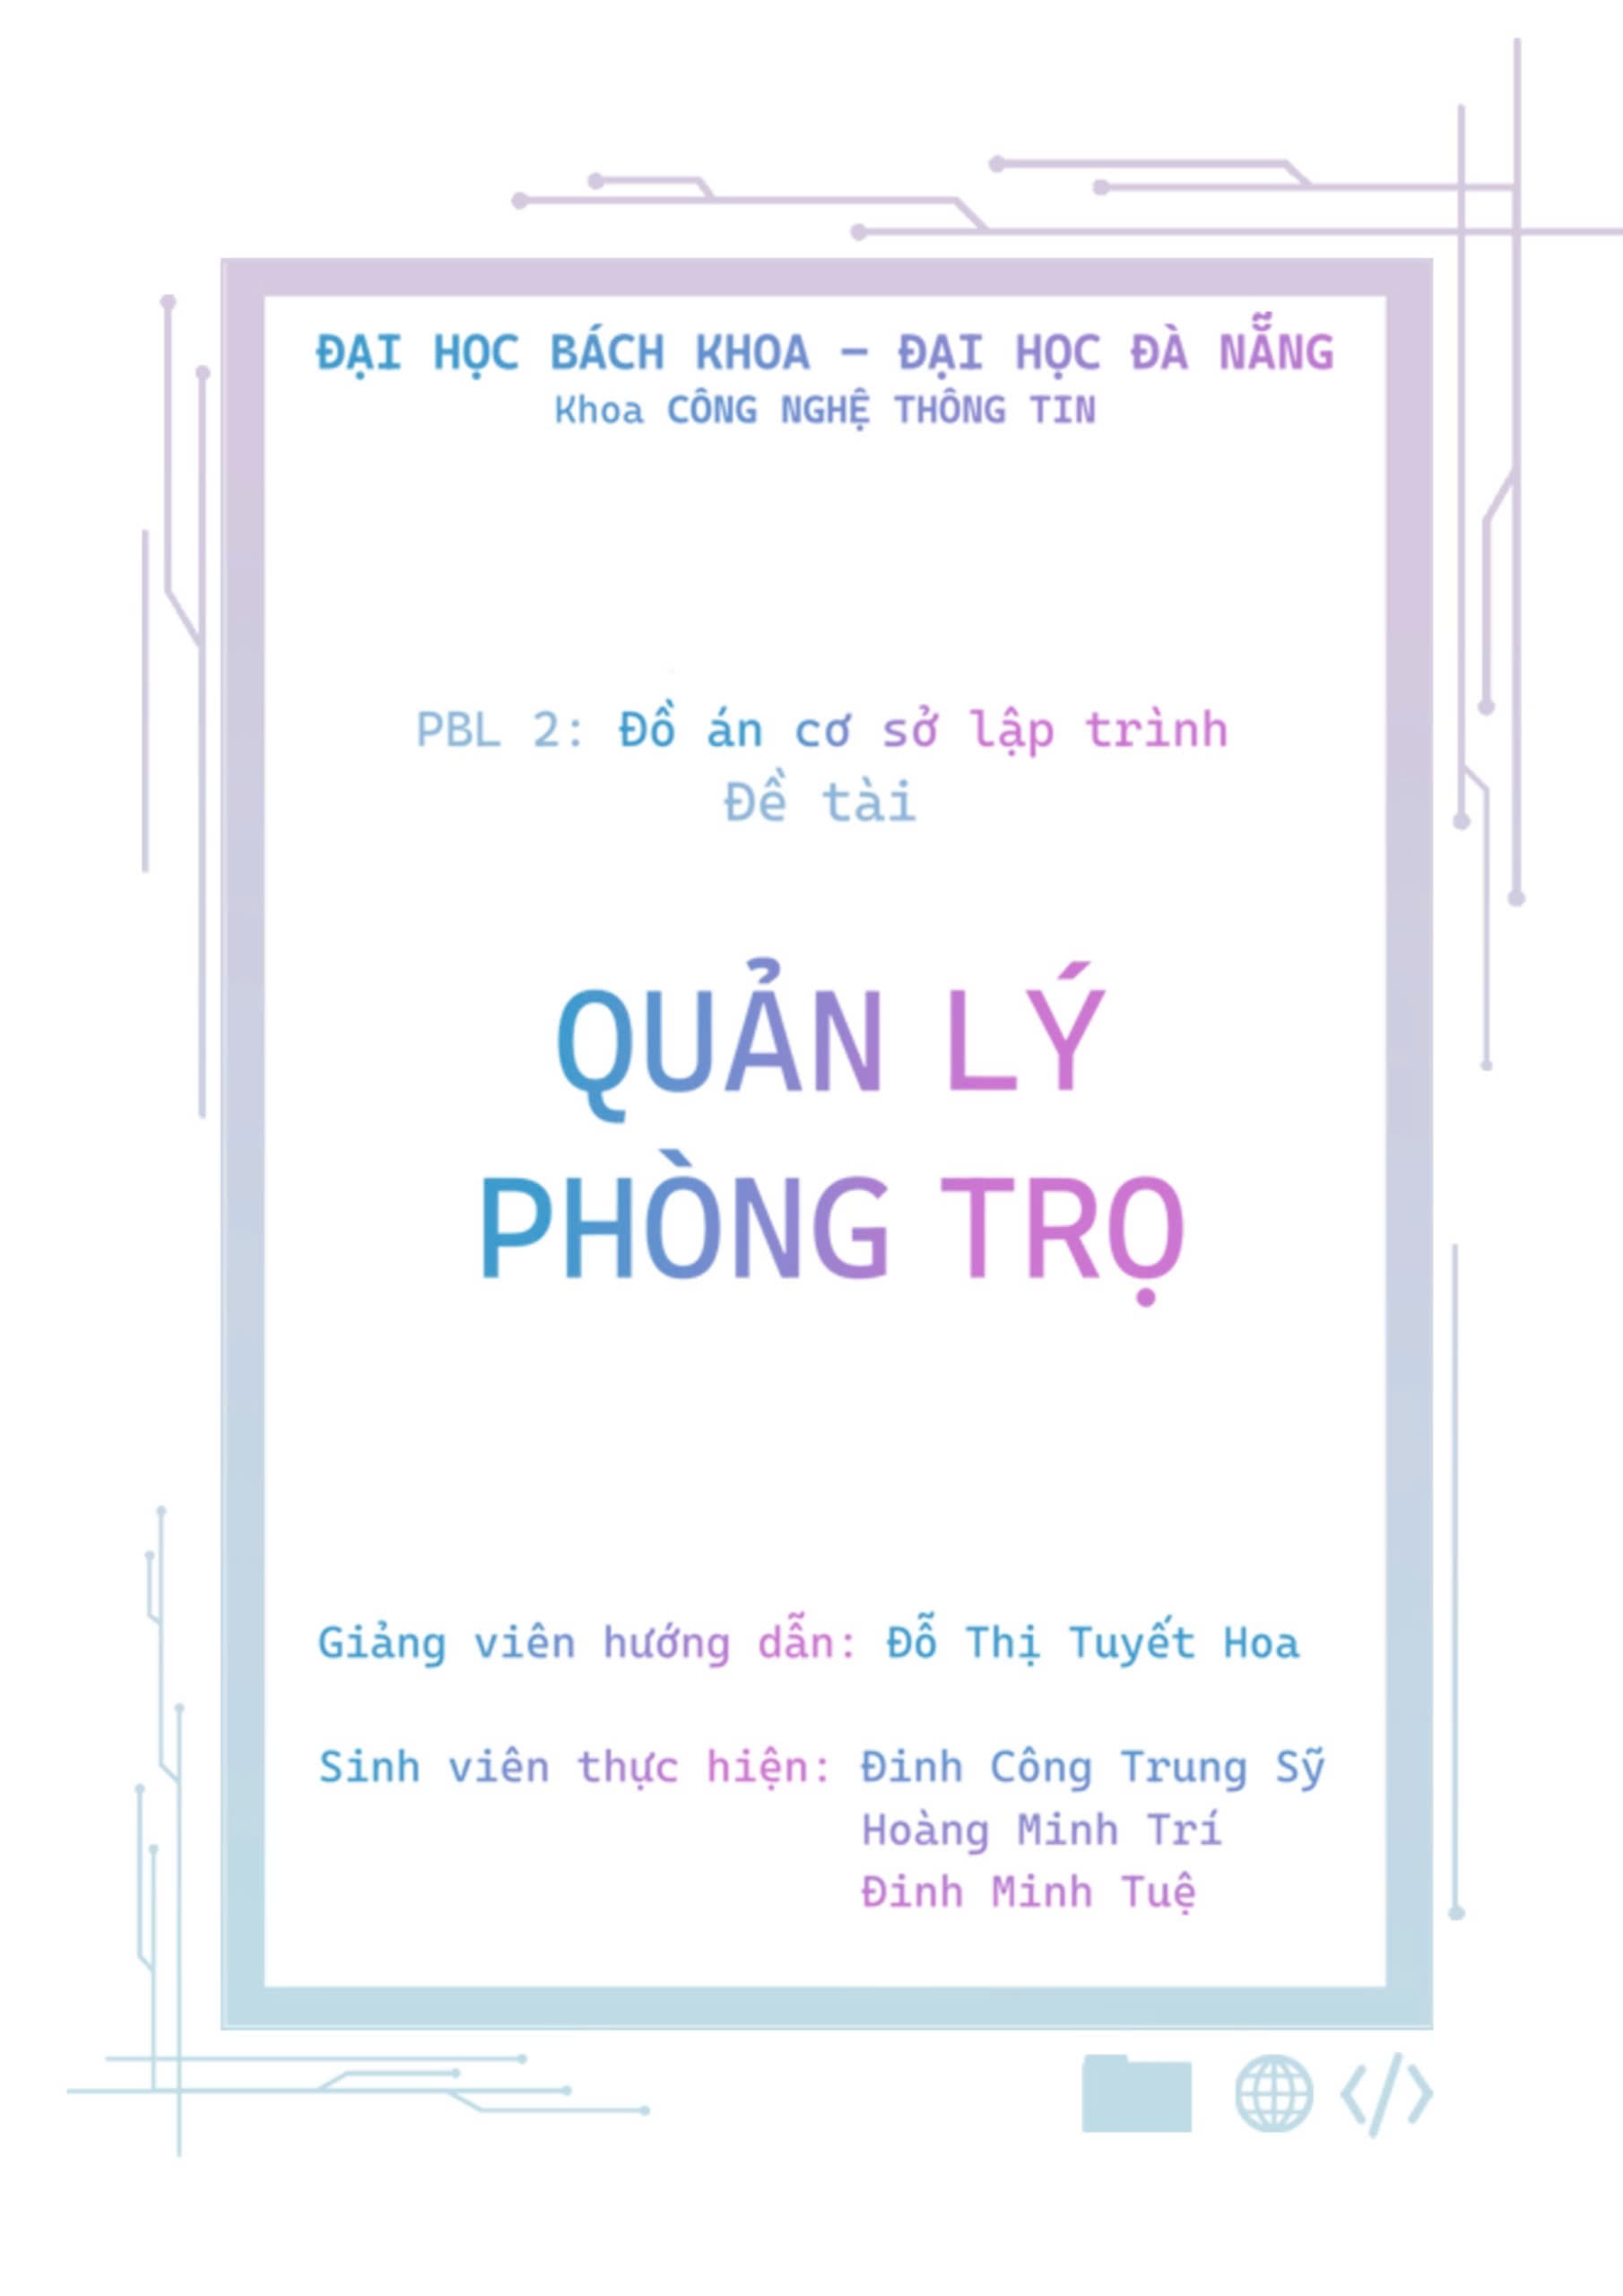 ĐẠI HỌC BÁCH KHOA – ĐẠI HỌC ĐÀ NẴNG
Khoa CÔNG NGHỆ THÔNG TIN
PBL 2: Đồ án cơ sở lập trình
Đề tài
QUẢN LÝ
PHÒNG TRỌ
Giảng viên hướng dẫn: Đỗ Thị Tuyết Hoa
Sinh viên thực hiện: Đinh Công Trung Sỹ
Hoàng Minh Trí
Đinh Minh Tuệ